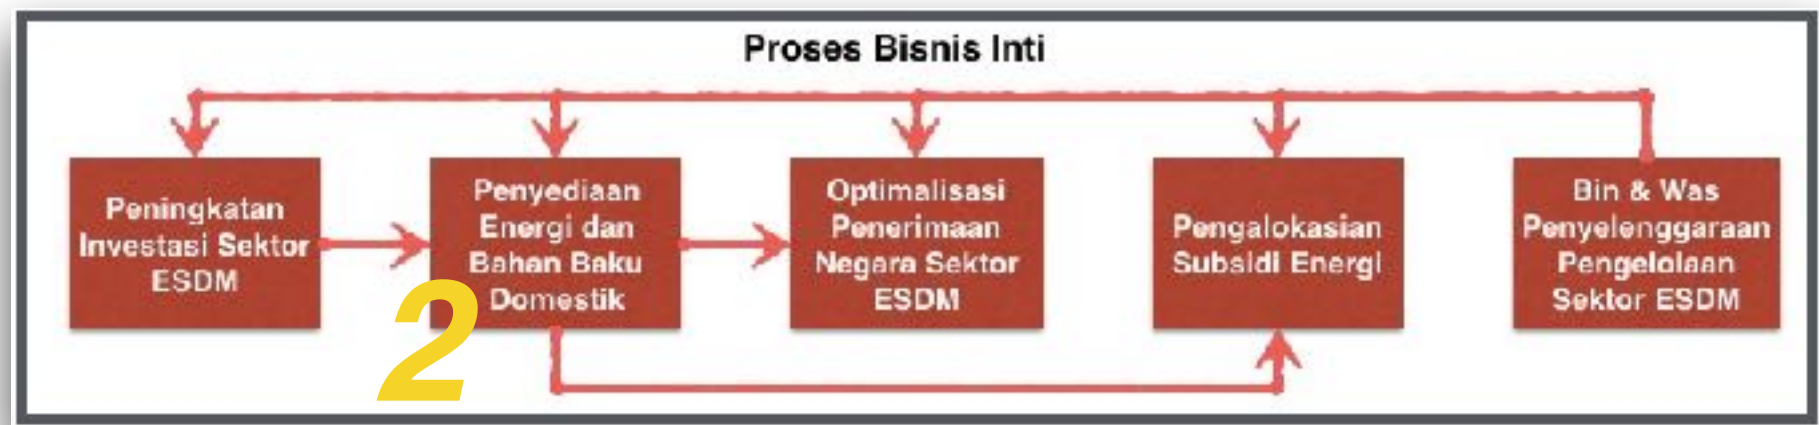 Proses Bisnis Inti
Peningkatan
Investasi Sektor
ESDM
Penyediaan
Energi dan
Bahan Baku
Domestik
2
Optimalisasi
Penerimaan
Negara Sektor
ESDM
Pengalokasian
Subsidi Energi
Bin & Was
Penyelenggaraan
Pengelolaan
Sektor ESDM